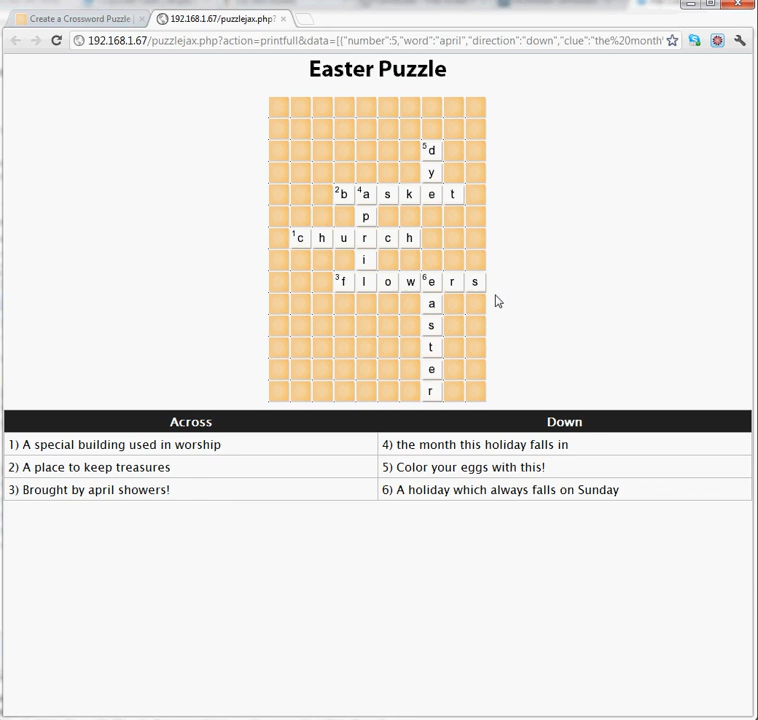 Create a Crossword Puzzle
192.168.1.67/puzzlejax.php?
192.168.1.67/puzzlejax.php?action=printfull&data=[{"number":5,"word":"april","direction":"down","clue":"the%20month'
Easter Puzzle
5 d
y
2 b 4 a s k e t
p
1 c h u r c h
i
3 f l o w 6 e r s
a
s
t
e
r
Across Down
1) A special building used in worship 4) the month this holiday falls in
2) A place to keep treasures 5) Color your eggs with this!
3) Brought by april showers! 6) A holiday which always falls on Sunday